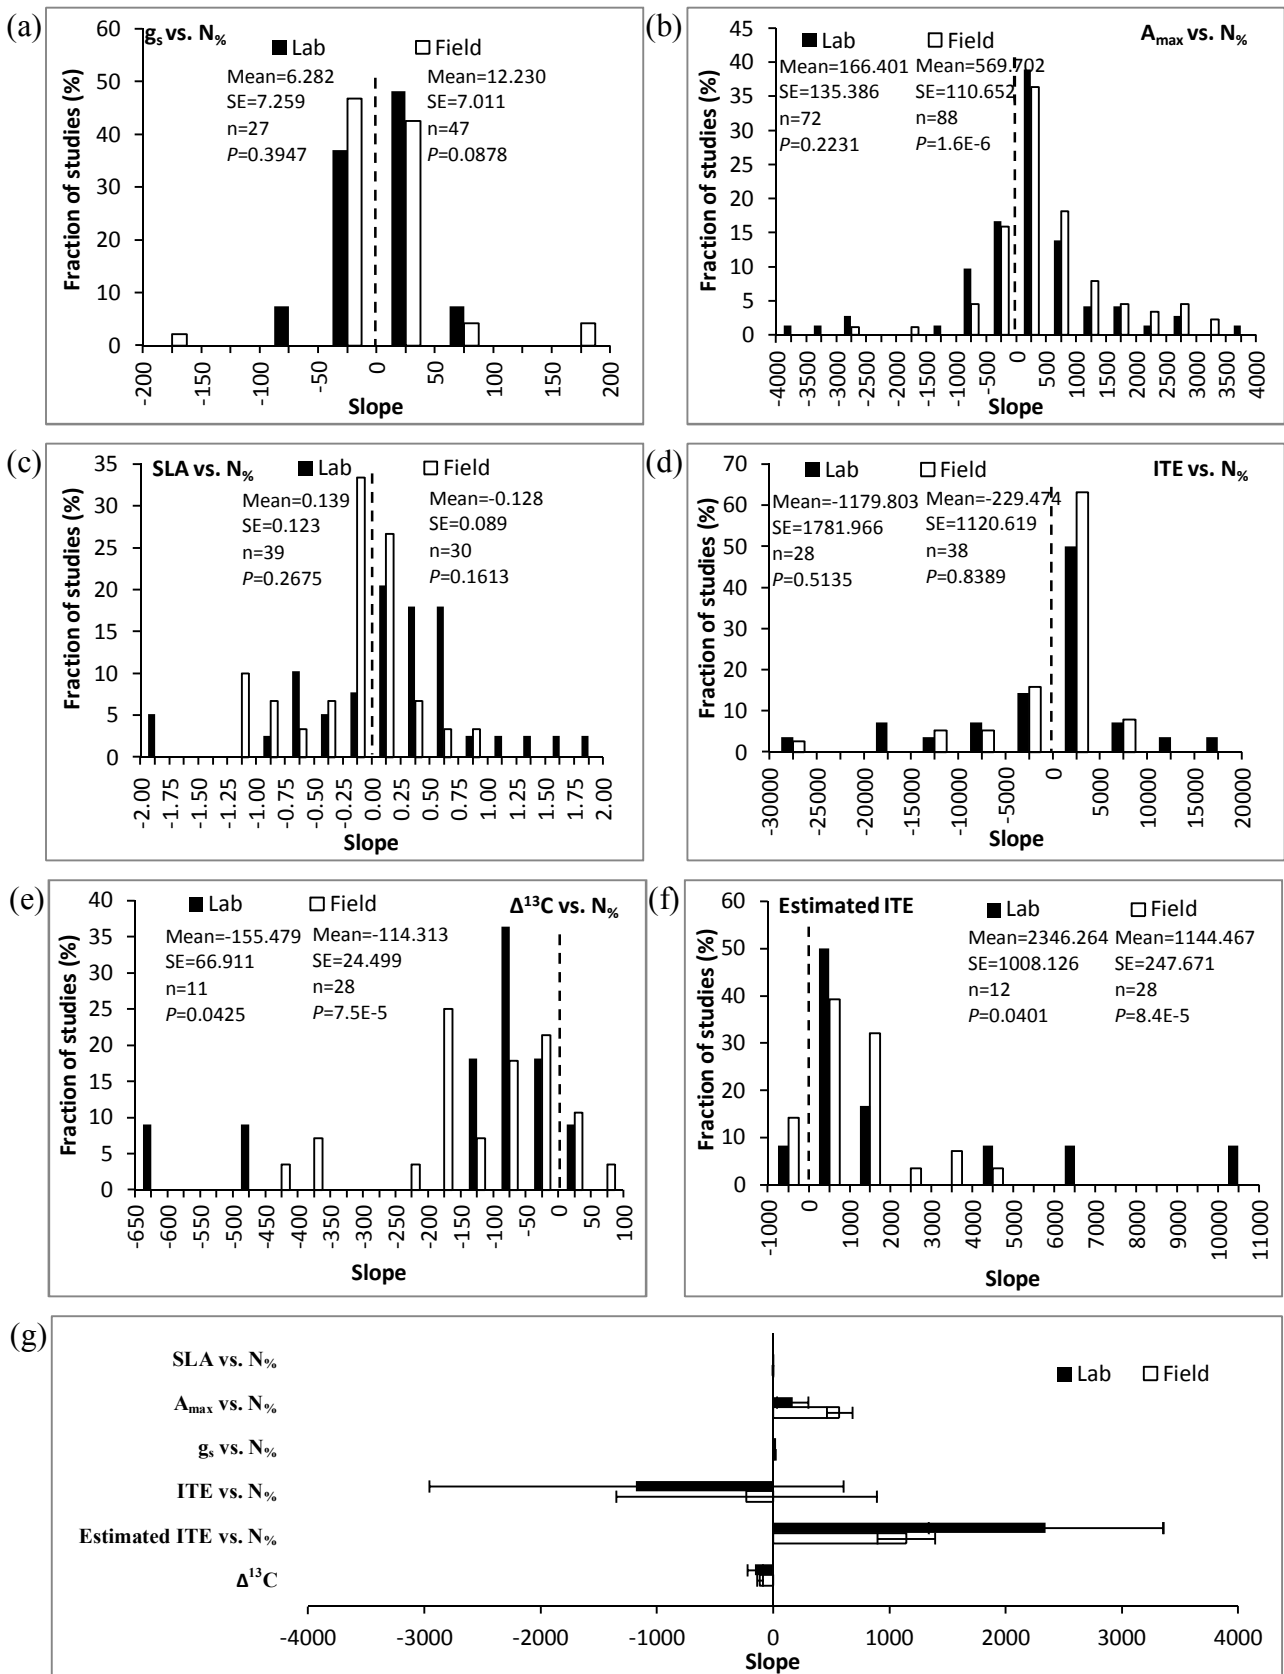 (a)
g_s vs. N_%
Lab Field
Mean=6.282 Mean=12.230
SE=7.259 SE=7.011
n=27 n=47
P=0.3947 P=0.0878
Fraction of studies (%)
60
50
40
30
20
10
0
-200 -150 -100 -50 0 50 100 150 200
Slope
(b)
A_max vs. N_%
Lab Field
Mean=166.401 Mean=569.702
SE=135.386 SE=110.652
n=72 n=88
P=0.2231 P=1.6E-6
Fraction of studies (%)
45
40
35
30
25
20
15
10
5
0
-4000 -3500 -3000 -2500 -2000 -1500 -1000 -500 0 500 1000 1500 2000 2500 3000 3500 4000
Slope
(c)
SLA vs. N_%
Lab Field
Mean=0.139 Mean=-0.128
SE=0.123 SE=0.089
n=39 n=30
P=0.2675 P=0.1613
Fraction of studies (%)
35
30
25
20
15
10
5
0
-2.00 -1.25 -1.00 -0.75 -0.50 -0.25 0.00 0.25 0.50 0.75 1.00 1.25 1.50 1.75 2.00
Slope
(d)
ITE vs. N_%
Lab Field
Mean=-1179.803 Mean=-229.474
SE=1781.966 SE=1120.619
n=28 n=38
P=0.5135 P=0.8389
Fraction of studies (%)
70
60
50
40
30
20
10
0
-30000 -25000 -20000 -15000 -10000 -5000 0 5000 10000 15000 20000
Slope
(e)
Δ¹³C vs. N_%
Lab Field
Mean=-155.479 Mean=-114.313
SE=66.911 SE=24.499
n=11 n=28
P=0.0425 P=7.5E-5
Fraction of studies (%)
40
35
30
25
20
15
10
5
0
-650 -600 -500 -450 -400 -350 -300 -200 -150 -100 -50 0 50 100
Slope
(f)
Estimated ITE
Lab Field
Mean=2346.264 Mean=1144.467
SE=1008.126 SE=247.671
n=12 n=28
P=0.0401 P=8.4E-5
Fraction of studies (%)
60
50
40
30
20
10
0
-1000 0 1000 2000 3000 4000 5000 6000 7000 8000 9000 10000 11000
Slope
(g)
Lab Field
SLA vs. N_%
A_max vs. N_%
g_s vs. N_%
ITE vs. N_%
Estimated ITE vs. N_%
Δ¹³C
-4000 -3000 -2000 -1000 0 1000 2000 3000 4000
Slope